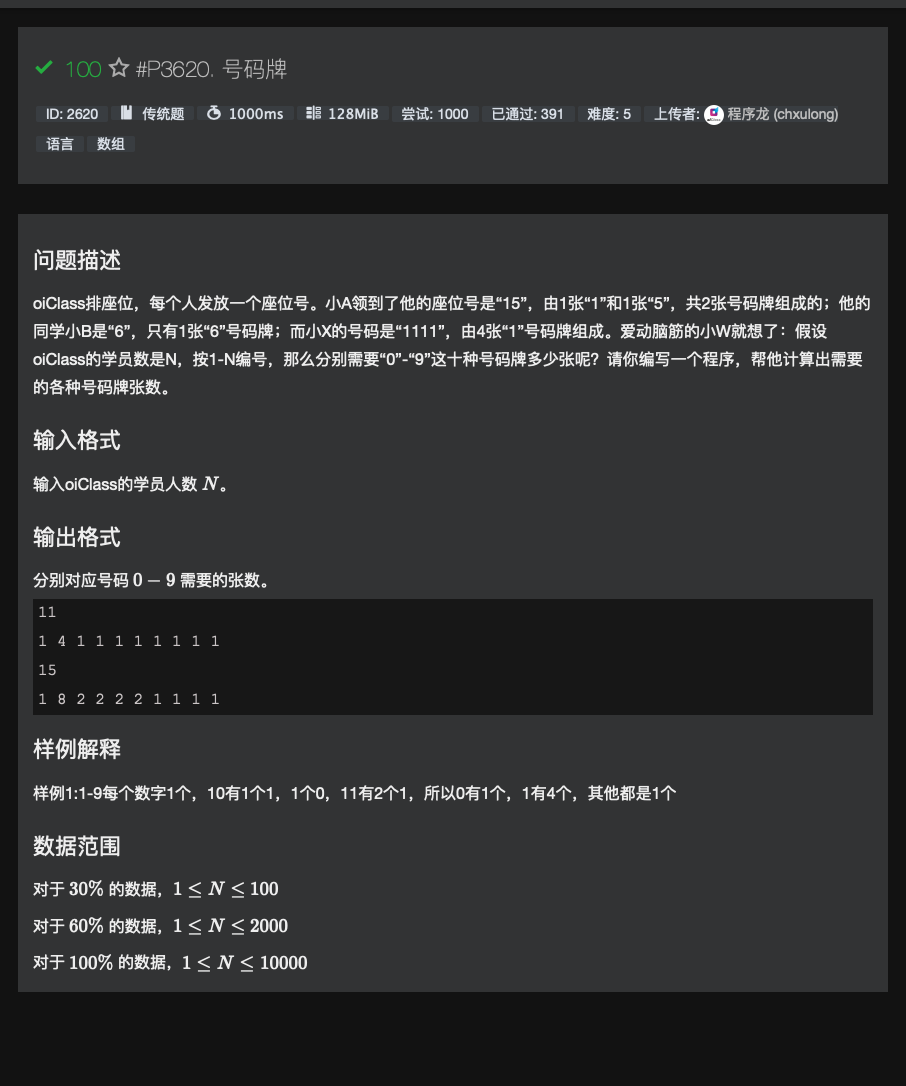 100 #P3620. 号码牌
ID: 2620 传统题 1000ms 128MiB 尝试: 1000 已通过: 391 难度: 5 上传者: 程序龙 (chxulong)
语言 数组
问题描述
oiClass排座位，每个人发放一个座位号。小A领到了他的座位号是“15”，由1张“1”和1张“5”，共2张号码牌组成的；他的
同学小B是“6”，只有1张“6”号码牌；而小X的号码是“1111”，由4张“1”号码牌组成。爱动脑筋的小W就想了：假设
oiClass的学员数是N，按1-N编号，那么分别需要“0”-“9”这十种号码牌多少张呢？请你编写一个程序，帮他计算出需要
的各种号码牌张数。
输入格式
输入oiClass的学员人数 N。
输出格式
分别对应号码 0 − 9 需要的张数。
11
1 4 1 1 1 1 1 1 1 1
15
1 8 2 2 2 2 1 1 1 1
样例解释
样例1:1-9每个数字1个，10有1个1，1个0，11有2个1，所以0有1个，1有4个，其他都是1个
数据范围
对于 30% 的数据，1 ≤ N ≤ 100
对于 60% 的数据，1 ≤ N ≤ 2000
对于 100% 的数据，1 ≤ N ≤ 10000